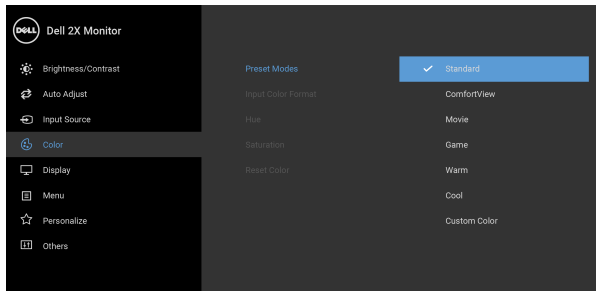 DELL Dell 2X Monitor
Brightness/Contrast
Auto Adjust
Input Source
Color
Display
Menu
Personalize
Others
Preset Modes
Input Color Format
Hue
Saturation
Reset Color
Standard
ComfortView
Movie
Game
Warm
Cool
Custom Color